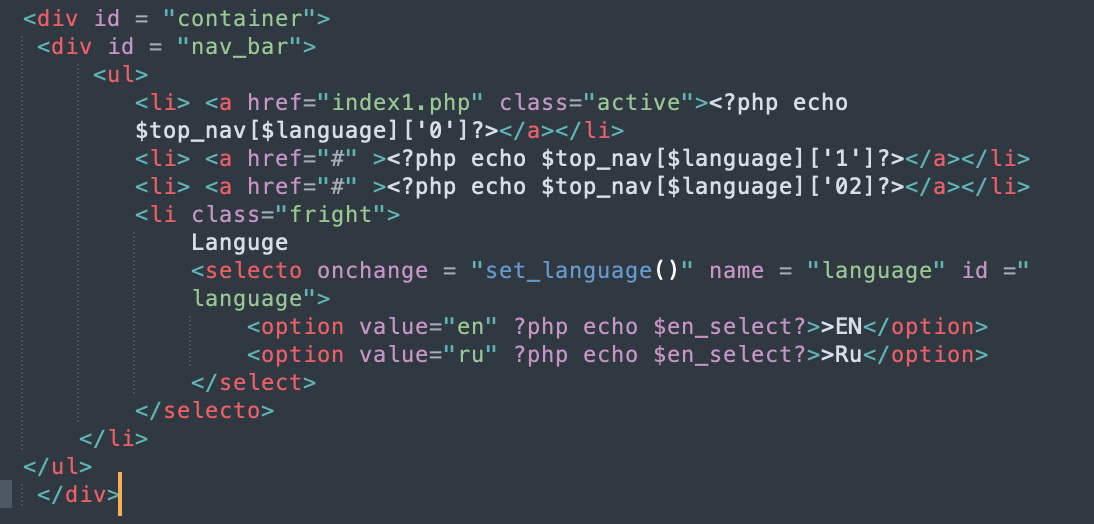 <div id = "container">
<div id = "nav_bar">
<ul>
<li> <a href="index1.php" class="active"><?php echo
$top_nav[$language]['0']?></a></li>
<li> <a href="#" ><?php echo $top_nav[$language]['1']?></a></li>
<li> <a href="#" ><?php echo $top_nav[$language]['02]?></a></li>
<li class="fright">
Languge
<selecto onchange = "set_language()" name = "language" id ="
language">
<option value="en" ?php echo $en_select?>>EN</option>
<option value="ru" ?php echo $en_select?>>Ru</option>
</select>
</selecto>
</li>
</ul>
</div>